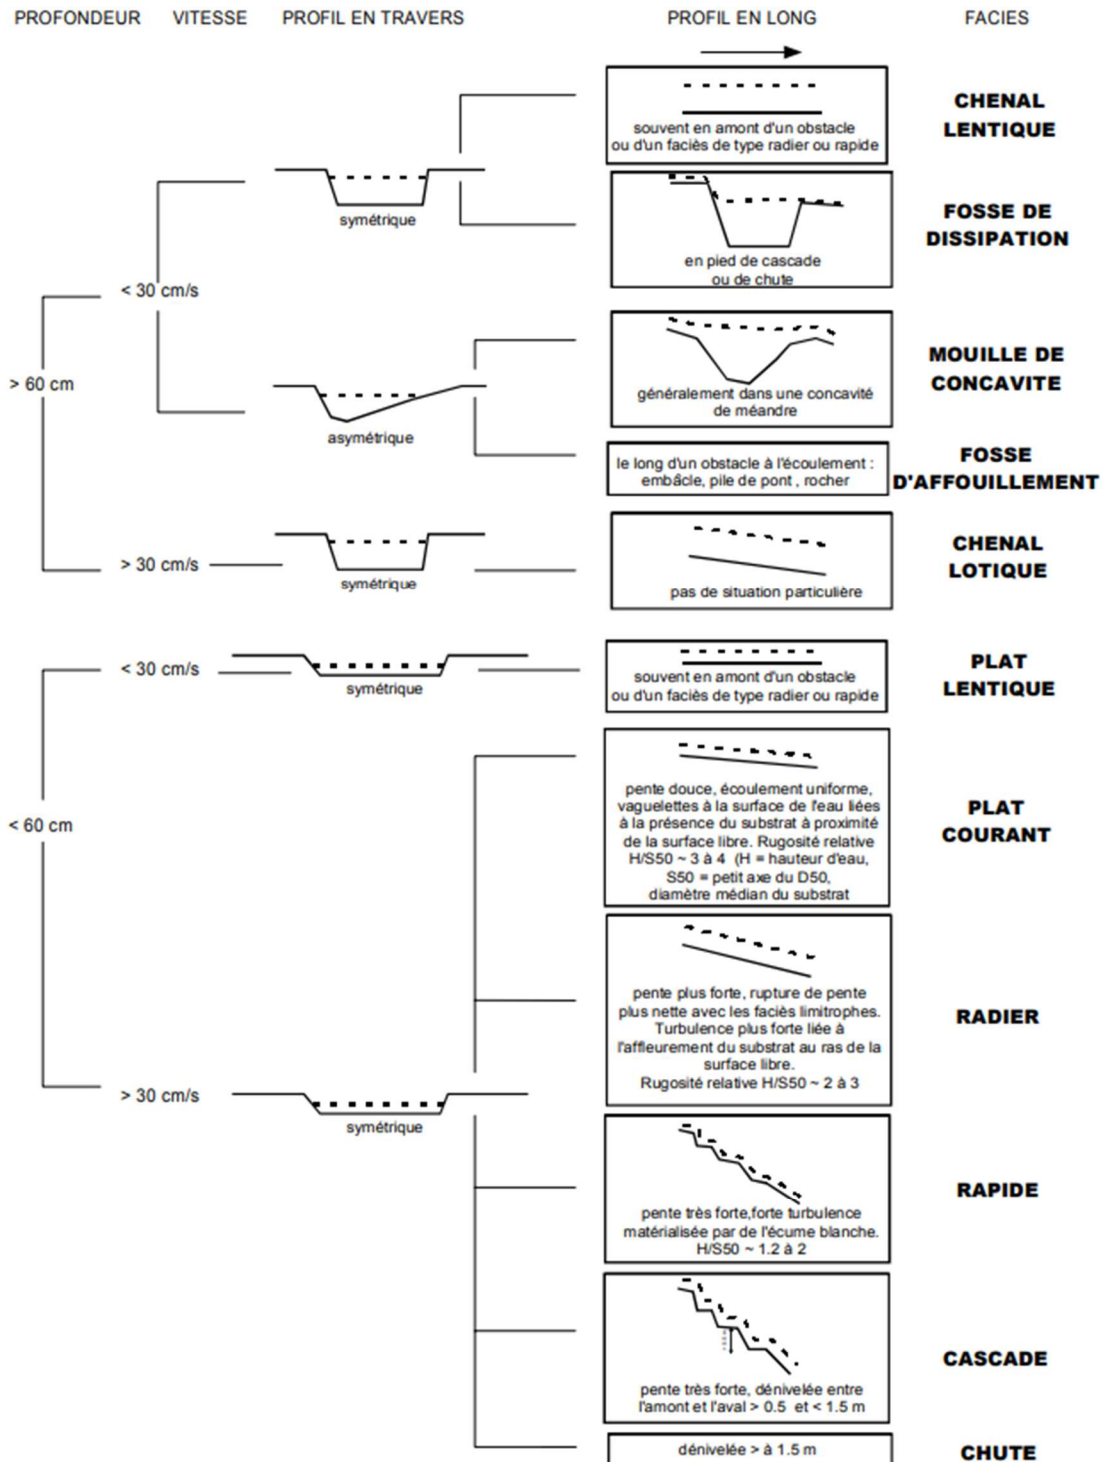 PROFONDEUR VITESSE PROFIL EN TRAVERS PROFIL EN LONG FACIES
souvent en amont d'un obstacle
ou d'un faciès de type radier ou rapide
CHENAL
LENTIQUE
symétrique
en pied de cascade
ou de chute
FOSSE DE
DISSIPATION
< 30 cm/s
> 60 cm
asymétrique
généralement dans une concavité
de méandre
MOUILLE DE
CONCAVITE
le long d'un obstacle à l'écoulement :
embâcle, pile de pont , rocher
FOSSE
D'AFFOUILLEMENT
> 30 cm/s
symétrique
pas de situation particulière
CHENAL
LOTIQUE
< 30 cm/s
symétrique
souvent en amont d'un obstacle
ou d'un faciès de type radier ou rapide
PLAT
LENTIQUE
< 60 cm
pente douce, écoulement uniforme,
vaguelettes à la surface de l'eau liées
à la présence du substrat à proximité
de la surface libre. Rugosité relative
H/S50 ~ 3 à 4 (H = hauteur d'eau,
S50 = petit axe du D50,
diamètre médian du substrat
PLAT
COURANT
pente plus forte, rupture de pente
plus nette avec les faciès limitrophes.
Turbulence plus forte liée à
l'affleurement du substrat au ras de la
surface libre.
Rugosité relative H/S50 ~ 2 à 3
RADIER
> 30 cm/s
symétrique
pente très forte,forte turbulence
matérialisée par de l'écume blanche.
H/S50 ~ 1.2 à 2
RAPIDE
pente très forte, dénivelée entre
l'amont et l'aval > 0.5 et < 1.5 m
CASCADE
dénivelée > à 1.5 m
CHUTE